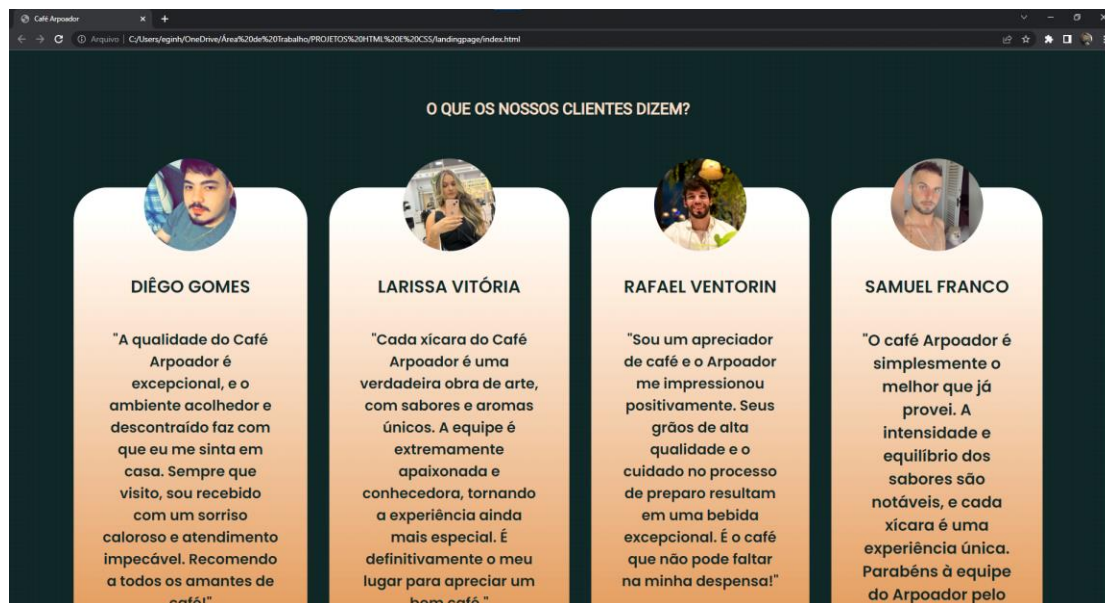 Café Arpoador
Arquivo | C:/Users/eginh/OneDrive/Área%20de%20Trabalho/PROJETOS%20HTML%20E%20CSS/landingpage/index.html
O QUE OS NOSSOS CLIENTES DIZEM?
DIÊGO GOMES
"A qualidade do Café
Arpoador é
excepcional, e o
ambiente acolhedor e
descontraído faz com
que eu me sinta em
casa. Sempre que
visito, sou recebido
com um sorriso
caloroso e atendimento
impecável. Recomendo
a todos os amantes de
café!"
LARISSA VITÓRIA
"Cada xícara do Café
Arpoador é uma
verdadeira obra de arte,
com sabores e aromas
únicos. A equipe é
extremamente
apaixonada e
conhecedora, tornando
a experiência ainda
mais especial. É
definitivamente o meu
lugar para apreciar um
bom café."
RAFAEL VENTORIN
"Sou um apreciador
de café e o Arpoador
me impressionou
positivamente. Seus
grãos de alta
qualidade e o
cuidado no processo
de preparo resultam
em uma bebida
excepcional. É o café
que não pode faltar
na minha despensa!"
SAMUEL FRANCO
"O café Arpoador é
simplesmente o
melhor que já
provei. A
intensidade e
equilíbrio dos
sabores são
notáveis, e cada
xícara é uma
experiência única.
Parabéns à equipe
do Arpoador pelo